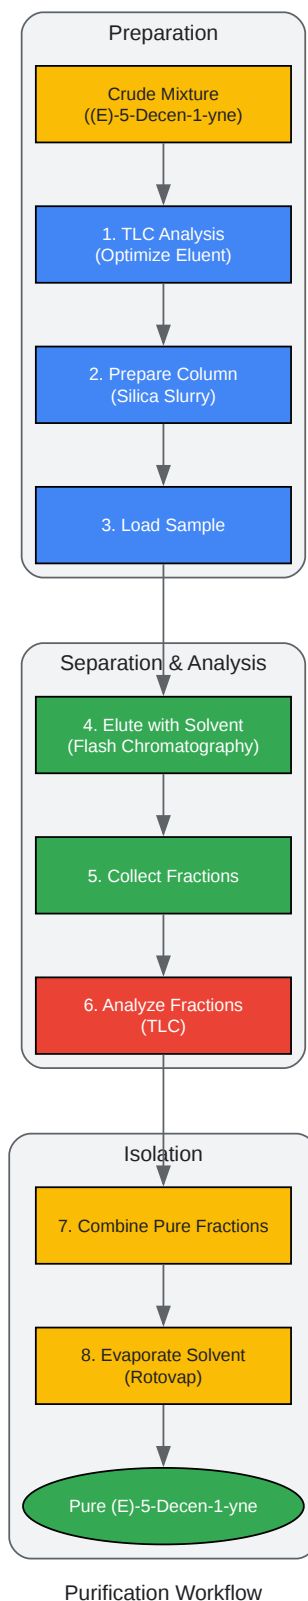 Preparation
Crude Mixture
((E)-5-Decen-1-yne)
1. TLC Analysis
(Optimize Eluent)
2. Prepare Column
(Silica Slurry)
3. Load Sample
Separation & Analysis
4. Elute with Solvent
(Flash Chromatography)
5. Collect Fractions
6. Analyze Fractions
(TLC)
Isolation
7. Combine Pure Fractions
8. Evaporate Solvent
(Rotovap)
Pure (E)-5-Decen-1-yne
Purification Workflow